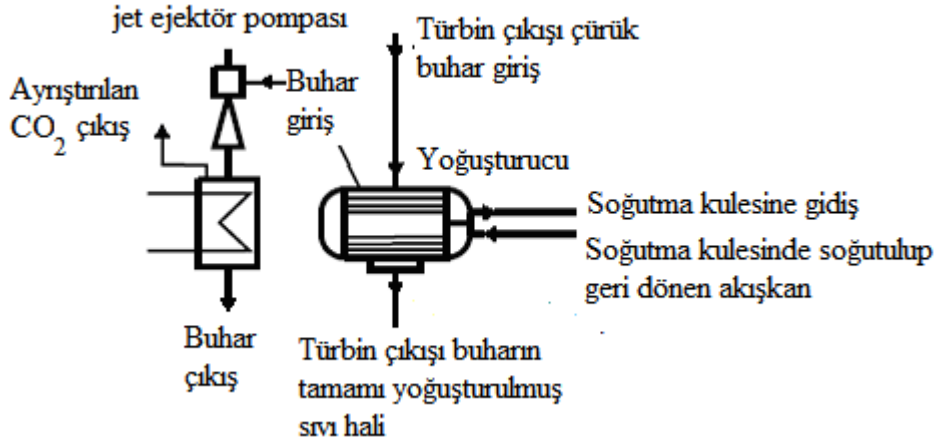 jet ejektör pompası
Türbin çıkışı çürük
buhar giriş
Buhar
giriş
Ayrıştırılan
CO2 çıkış
Yoğuşturucu
Soğutma kulesine gidiş
Soğutma kulesinde soğutulup
geri dönen akışkan
Buhar
çıkış
Türbin çıkışı buharın
tamamı yoğuşturulmuş
sıvı hali